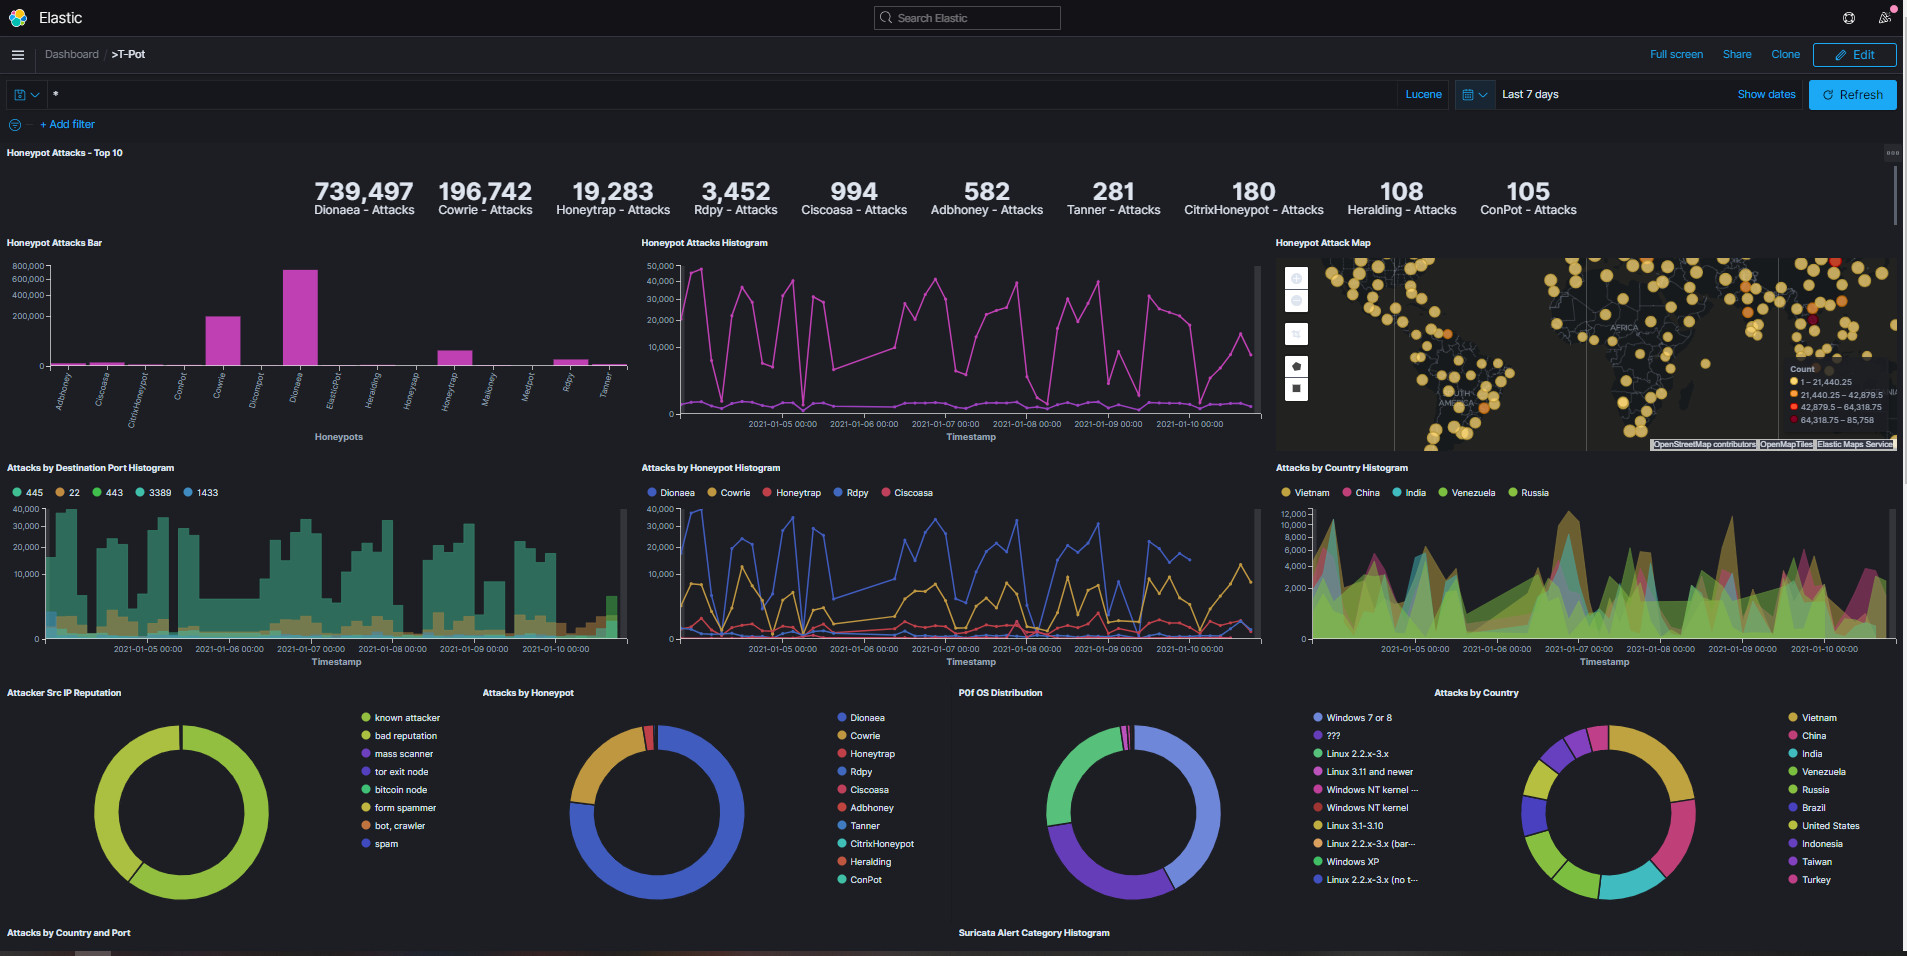 Elastic
Search Elastic
Dashboard / >T-Pot
Full screen Share Clone Edit
* Lucene Last 7 days Show dates Refresh
+ Add filter
Honeypot Attacks - Top 10
739,497 196,742 19,283 3,452 994 582 281 180 108 105
Dionaea - Attacks Cowrie - Attacks Honeytrap - Attacks Rdpy - Attacks Ciscoasa - Attacks Adbhoney - Attacks Tanner - Attacks CitrixHoneypot - Attacks Heralding - Attacks ConPot - Attacks
Honeypot Attacks Bar
800,000
600,000
400,000
200,000
0
Adbhoney Ciscoasa CitrixHoneypot ConPot Cowrie Dicompot Dionaea ElasticPot Heralding Honeysap Honeytrap Mailoney Medpot Rdpy Tanner
Honeypots
Honeypot Attacks Histogram
50,000
40,000
30,000
20,000
10,000
0
2021-01-05 00:00 2021-01-06 00:00 2021-01-07 00:00 2021-01-08 00:00 2021-01-09 00:00 2021-01-10 00:00
Timestamp
Honeypot Attack Map
AFRICA
SOUTH
AMERICA
Count
1 – 21,440.25
21,440.25 – 42,879.5
42,879.5 – 64,318.75
64,318.75 – 85,758
OpenStreetMap contributors OpenMapTiles Elastic Maps Service
Attacks by Destination Port Histogram
445 22 443 3389 1433
40,000
30,000
20,000
10,000
0
2021-01-05 00:00 2021-01-06 00:00 2021-01-07 00:00 2021-01-08 00:00 2021-01-09 00:00 2021-01-10 00:00
Timestamp
Attacks by Honeypot Histogram
Dionaea Cowrie Honeytrap Rdpy Ciscoasa
40,000
30,000
20,000
10,000
0
2021-01-05 00:00 2021-01-06 00:00 2021-01-07 00:00 2021-01-08 00:00 2021-01-09 00:00 2021-01-10 00:00
Timestamp
Attacks by Country Histogram
Vietnam China India Venezuela Russia
12,000
10,000
8,000
6,000
4,000
2,000
0
2021-01-05 00:00 2021-01-06 00:00 2021-01-07 00:00 2021-01-08 00:00 2021-01-09 00:00 2021-01-10 00:00
Timestamp
Attacker Src IP Reputation
known attacker
bad reputation
mass scanner
tor exit node
bitcoin node
form spammer
bot, crawler
spam
Attacks by Honeypot
Dionaea
Cowrie
Honeytrap
Rdpy
Ciscoasa
Adbhoney
Tanner
CitrixHoneypot
Heralding
ConPot
P0f OS Distribution
Windows 7 or 8
???
Linux 2.2.x-3.x
Linux 3.11 and newer
Windows NT kernel ...
Windows NT kernel
Linux 3.1-3.10
Linux 2.2.x-3.x (bar...
Windows XP
Linux 2.2.x-3.x (no t...
Attacks by Country
Vietnam
China
India
Venezuela
Russia
Brazil
United States
Indonesia
Taiwan
Turkey
Attacks by Country and Port
Suricata Alert Category Histogram